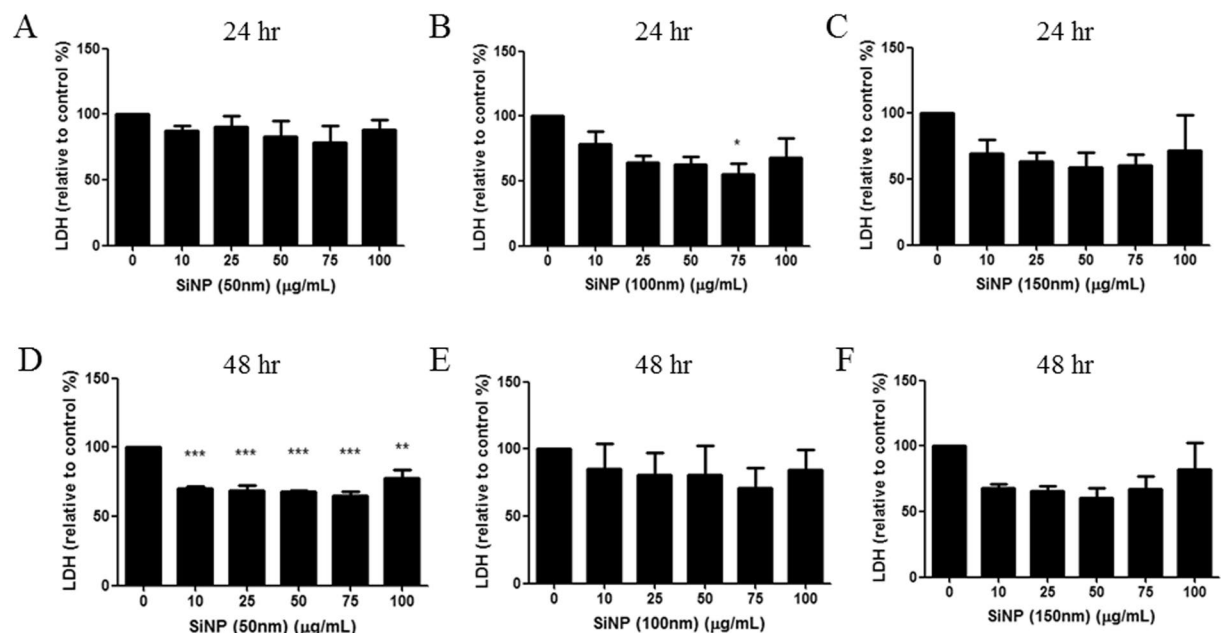 A
24 hr
LDH (relative to control %)
150
100
50
0
0 10 25 50 75 100
SiNP (50nm) (μg/mL)
B
24 hr
LDH (relative to control %)
150
100
50
0
*
0 10 25 50 75 100
SiNP (100nm) (μg/mL)
C
24 hr
LDH (relative to control %)
150
100
50
0
0 10 25 50 75 100
SiNP (150nm) (μg/mL)
D
48 hr
LDH (relative to control %)
150
100
50
0
*** *** *** *** **
0 10 25 50 75 100
SiNP (50nm) (μg/mL)
E
48 hr
LDH (relative to control %)
150
100
50
0
0 10 25 50 75 100
SiNP (100nm) (μg/mL)
F
48 hr
LDH (relative to control %)
150
100
50
0
0 10 25 50 75 100
SiNP (150nm) (μg/mL)